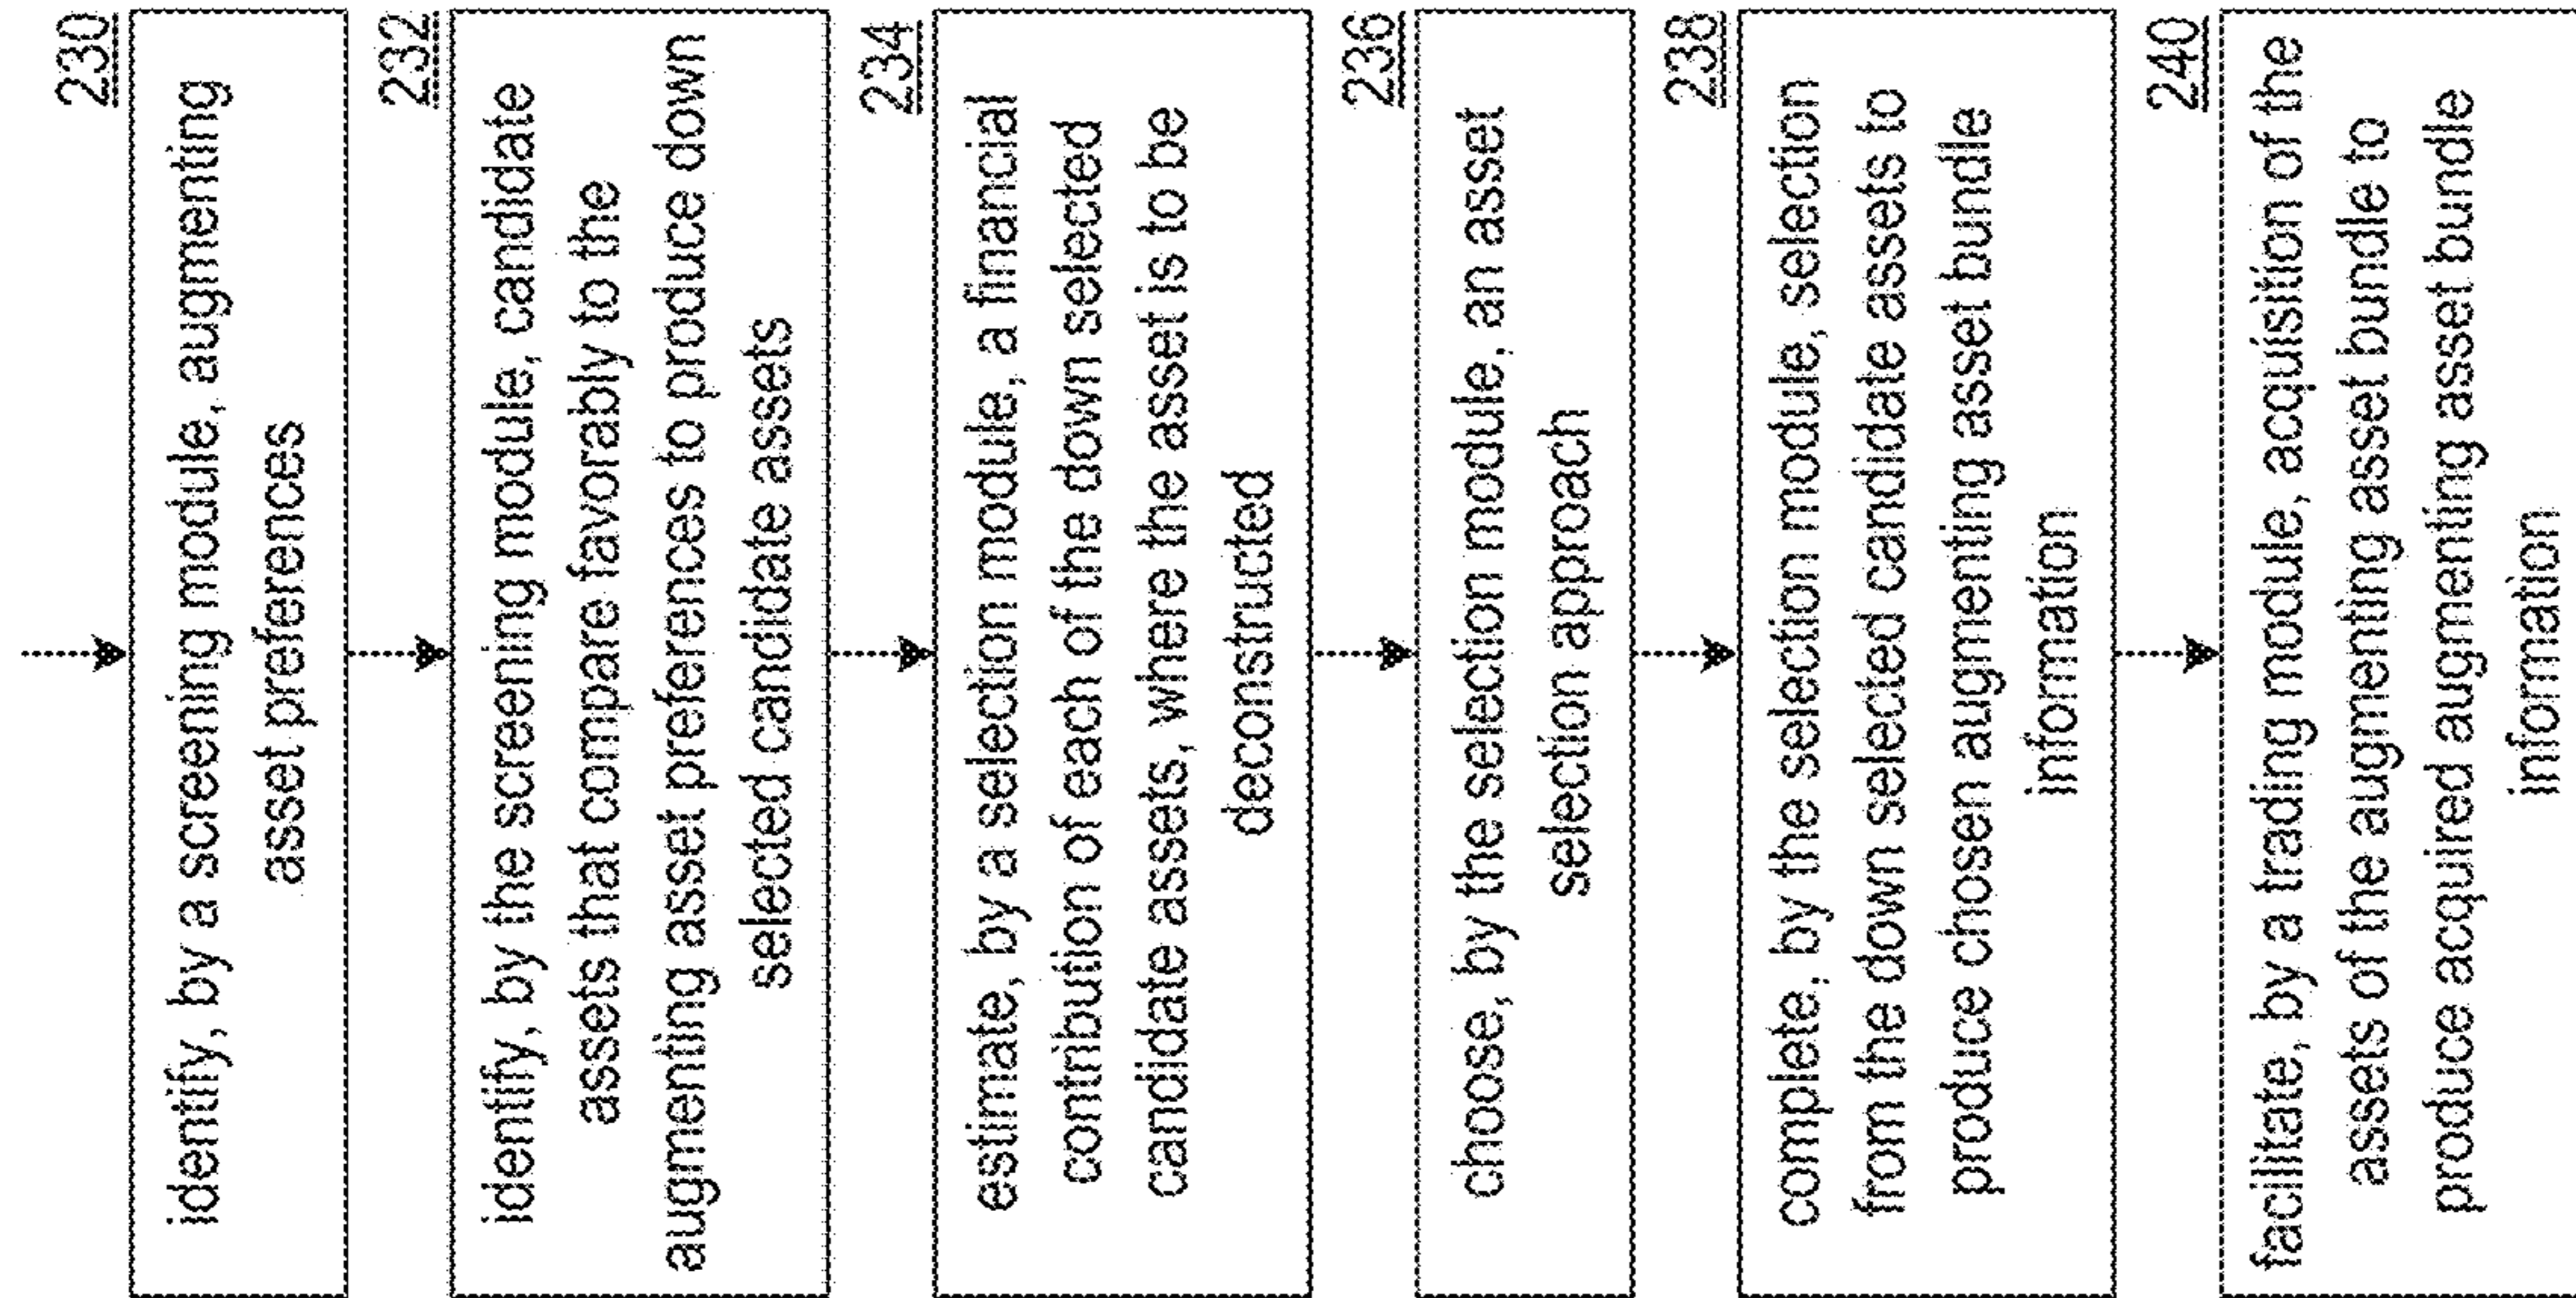 230
identify, by a screening module, augmenting
asset preferences
232
identify, by the screening module, candidate
assets that compare favorably to the
augmenting asset preferences to produce down
selected candidate assets
234
estimate, by a selection module, a financial
contribution of each of the down selected
candidate assets, where the asset is to be
deconstructed
236
choose, by the selection module, an asset
selection approach
238
complete, by the selection module, selection
from the down selected candidate assets to
produce chosen augmenting asset bundle
information
240
facilitate, by a trading module, acquisition of the
assets of the augmenting asset bundle to
produce acquired augmenting asset bundle
information